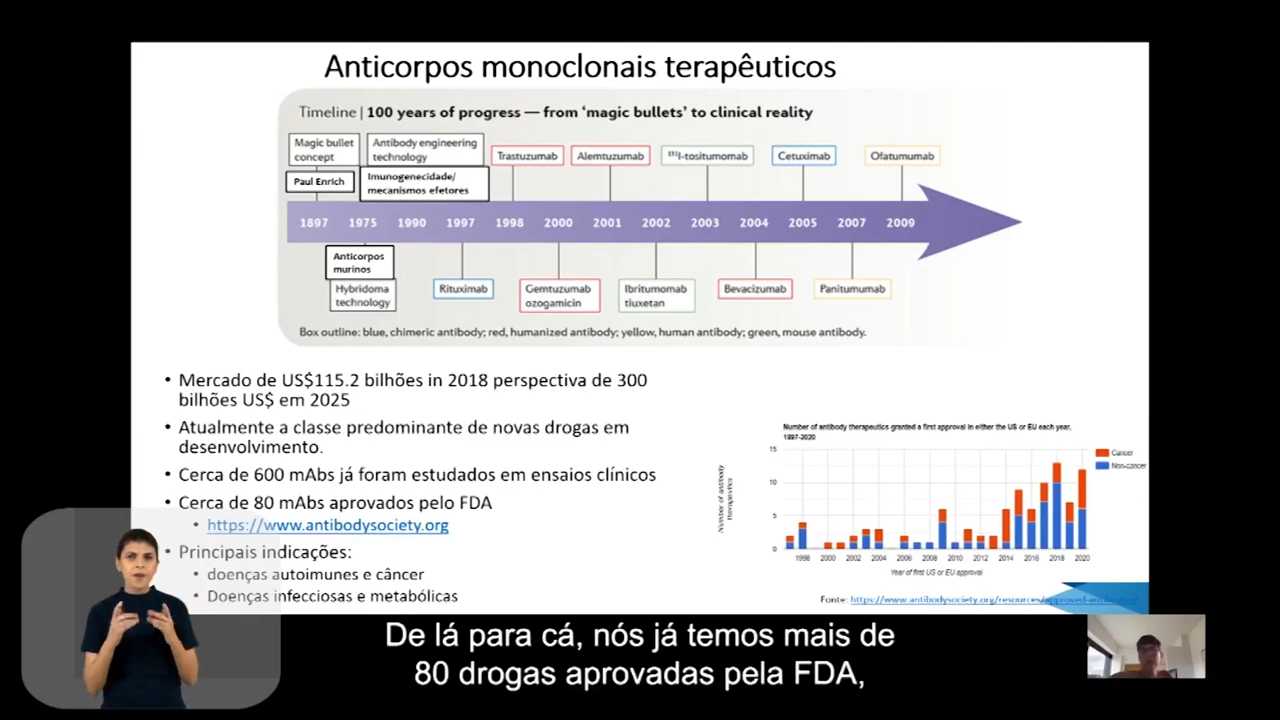 Anticorpos monoclonais terapêuticos
Timeline | 100 years of progress — from 'magic bullets' to clinical reality
Magic bullet
concept
Antibody engineering
technology
Trastuzumab
Alemtuzumab
¹³¹I-tositumomab
Cetuximab
Ofatumumab
Paul Enrich
Imunogenecidade/
mecanismos efetores
1897 1975 1990 1997 1998 2000 2001 2002 2003 2004 2005 2007 2009
Anticorpos
murinos
Hybridoma
technology
Rituximab
Gemtuzumab
ozogamicin
Ibritumomab
tiuxetan
Bevacizumab
Panitumumab
Box outline: blue, chimeric antibody; red, humanized antibody; yellow, human antibody; green, mouse antibody.
• Mercado de US$115.2 bilhões in 2018 perspectiva de 300
bilhões US$ em 2025
• Atualmente a classe predominante de novas drogas em
desenvolvimento.
• Cerca de 600 mAbs já foram estudados em ensaios clínicos
• Cerca de 80 mAbs aprovados pelo FDA
• https://www.antibodysociety.org
• Principais indicações:
• doenças autoimunes e câncer
• Doenças infecciosas e metabólicas
Number of antibody therapeutics granted a first approval in either the US or EU each year,
1997-2020
Number of antibody
therapeutics
15
10
5
0
Cancer
Non-cancer
1998 2000 2002 2004 2006 2008 2010 2012 2014 2016 2018 2020
Year of first US or EU approval
Fonte: https://www.antibodysociety.org/resources/approved-antibodies/
De lá para cá, nós já temos mais de
80 drogas aprovadas pela FDA,